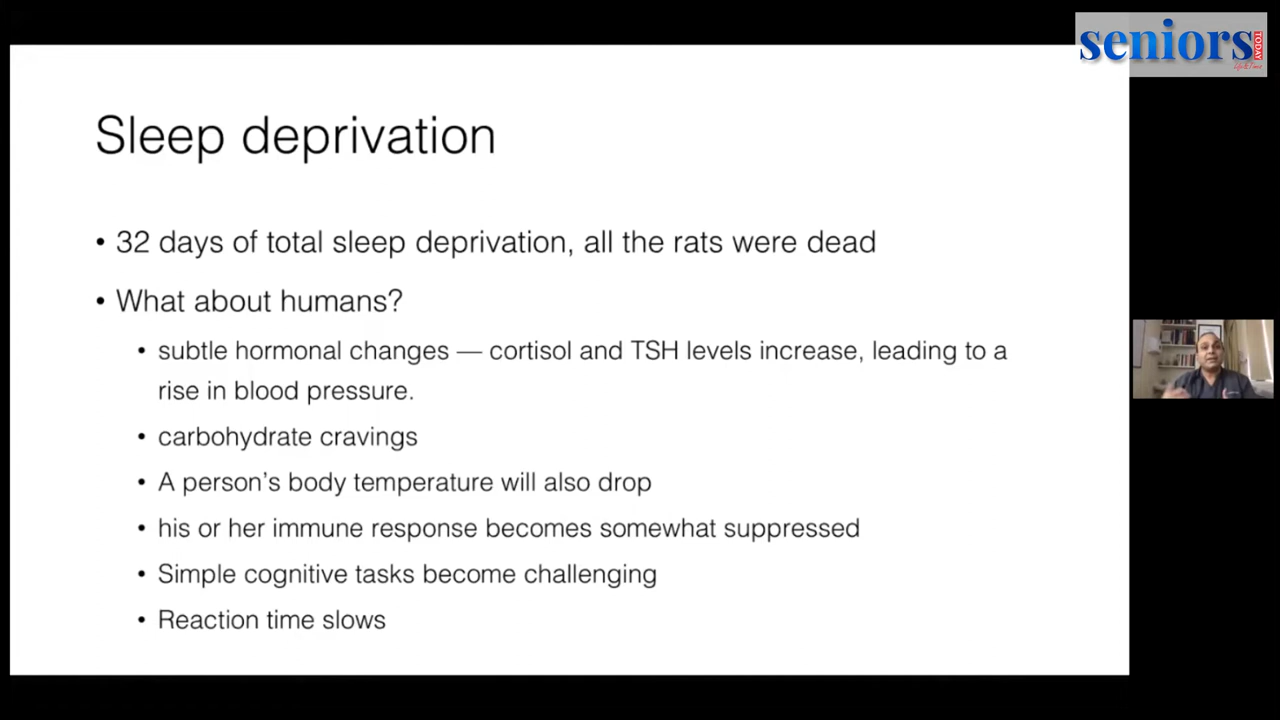 seniors
TODAY
Sleep deprivation
• 32 days of total sleep deprivation, all the rats were dead
• What about humans?
• subtle hormonal changes — cortisol and TSH levels increase, leading to a
rise in blood pressure.
• carbohydrate cravings
• A person's body temperature will also drop
• his or her immune response becomes somewhat suppressed
• Simple cognitive tasks become challenging
• Reaction time slows